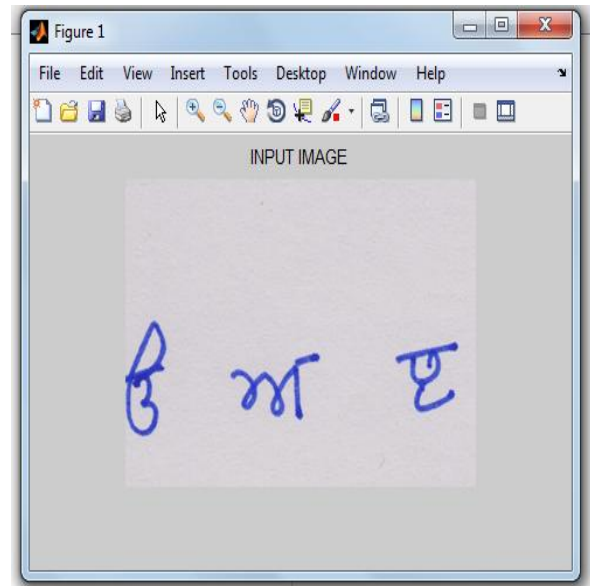 Figure 1
File Edit View Insert Tools Desktop Window Help
INPUT IMAGE
ੳ ਅ ੲ